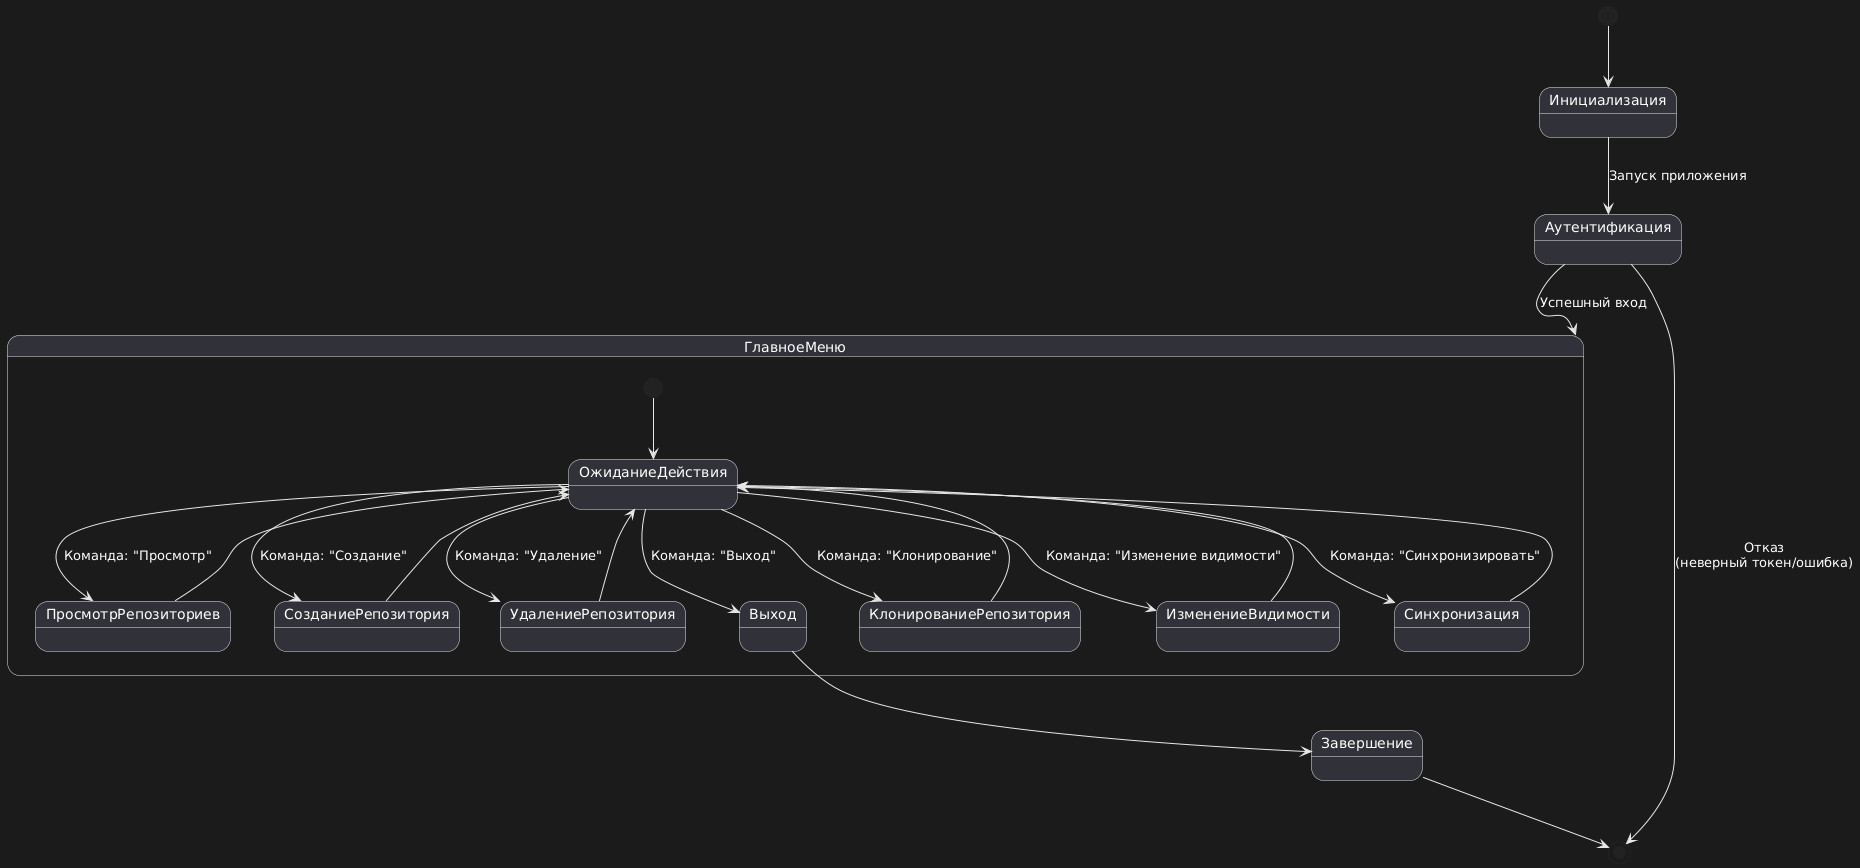 Инициализация
Запуск приложения
Аутентификация
Успешный вход
ГлавноеМеню
ОжиданиеДействия
Команда: "Просмотр"
Команда: "Создание"
Команда: "Удаление"
Команда: "Выход"
Команда: "Клонирование"
Команда: "Изменение видимости"
Команда: "Синхронизировать"
Отказ
(неверный токен/ошибка)
ПросмотрРепозиториев
СозданиеРепозитория
УдалениеРепозитория
Выход
КлонированиеРепозитория
ИзменениеВидимости
Синхронизация
Завершение